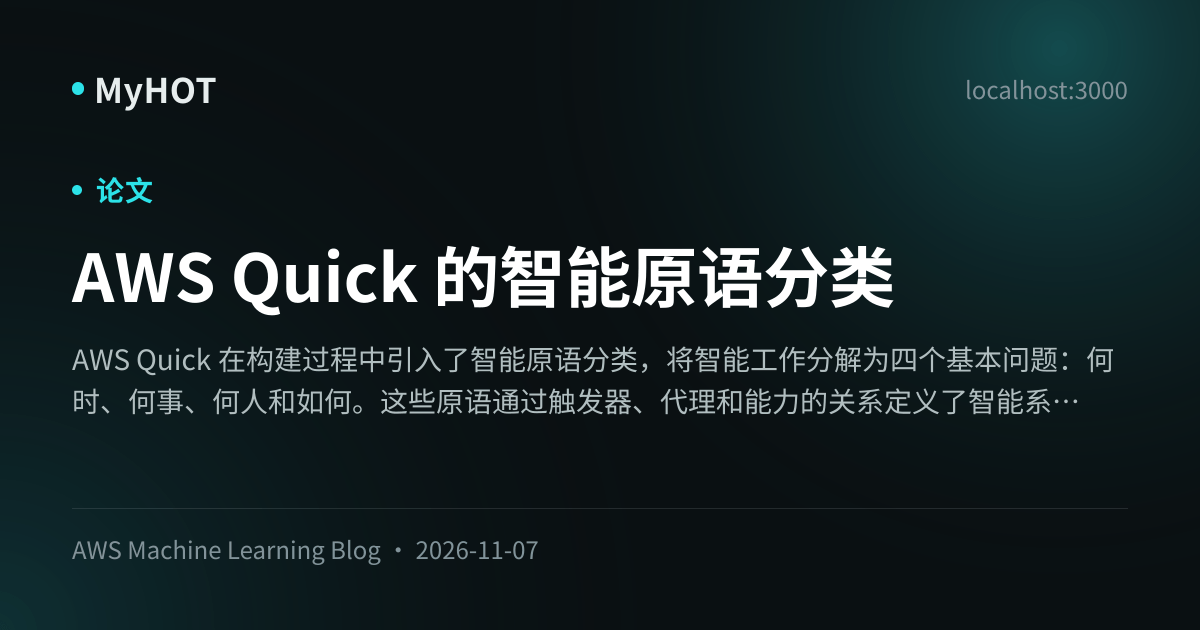 MyHOT
localhost:3000
论文
AWS Quick 的智能原语分类
AWS Quick 在构建过程中引入了智能原语分类，将智能工作分解为四个基本问题：何
时、何事、何人和如何。这些原语通过触发器、代理和能力的关系定义了智能系…
AWS Machine Learning Blog • 2026-11-07